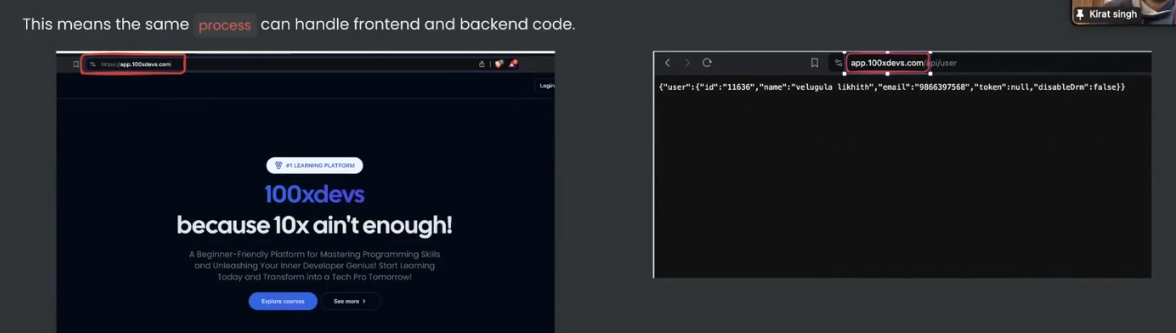 This means the same process can handle frontend and backend code.
Kirat singh
https://app.100xdevs.com
Login
#1 LEARNING PLATFORM
100xdevs
because 10x ain't enough!
A Beginner-Friendly Platform for Mastering Programming Skills
and Unleashing Your Inner Developer Genius! Start Learning
Today and Transform into a Tech Pro Tomorrow!
Explore courses
See more >
app.100xdevs.com/api/user
{"user":{"id":"11636","name":"velugula likhith","email":"9866397568","token":null,"disableDrm":false}}